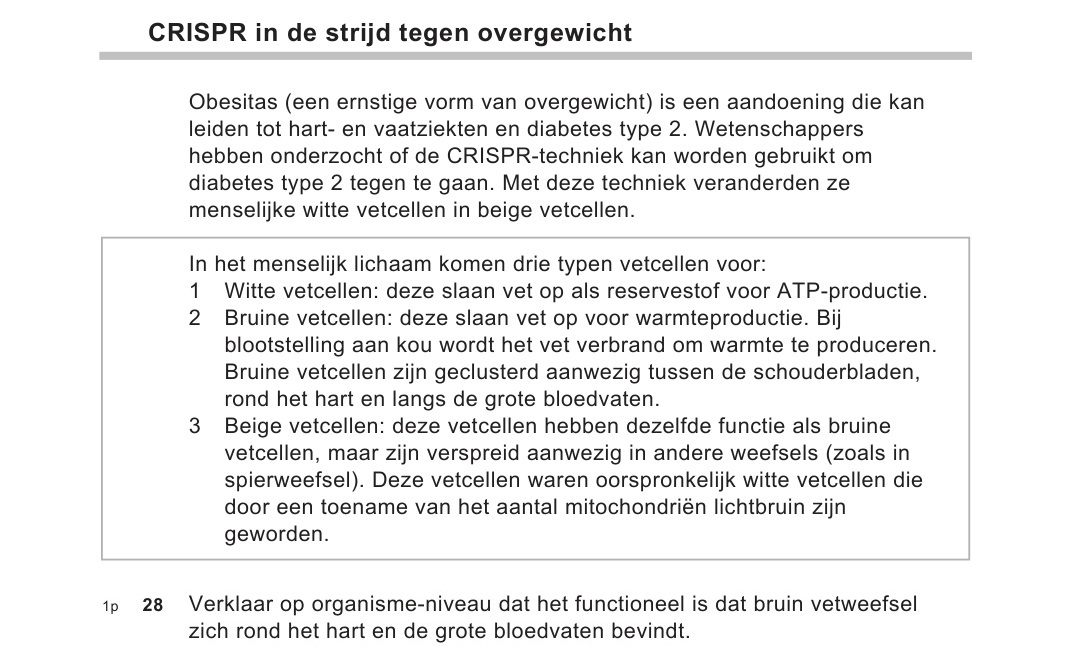 CRISPR in de strijd tegen overgewicht
Obesitas (een ernstige vorm van overgewicht) is een aandoening die kan
leiden tot hart- en vaatziekten en diabetes type 2. Wetenschappers
hebben onderzocht of de CRISPR-techniek kan worden gebruikt om
diabetes type 2 tegen te gaan. Met deze techniek veranderden ze
menselijke witte vetcellen in beige vetcellen.
In het menselijk lichaam komen drie typen vetcellen voor:
1 Witte vetcellen: deze slaan vet op als reservestof voor ATP-productie.
2 Bruine vetcellen: deze slaan vet op voor warmteproductie. Bij
blootstelling aan kou wordt het vet verbrand om warmte te produceren.
Bruine vetcellen zijn geclusterd aanwezig tussen de schouderbladen,
rond het hart en langs de grote bloedvaten.
3 Beige vetcellen: deze vetcellen hebben dezelfde functie als bruine
vetcellen, maar zijn verspreid aanwezig in andere weefsels (zoals in
spierweefsel). Deze vetcellen waren oorspronkelijk witte vetcellen die
door een toename van het aantal mitochondriën lichtbruin zijn
geworden.
1p 28 Verklaar op organisme-niveau dat het functioneel is dat bruin vetweefsel
zich rond het hart en de grote bloedvaten bevindt.